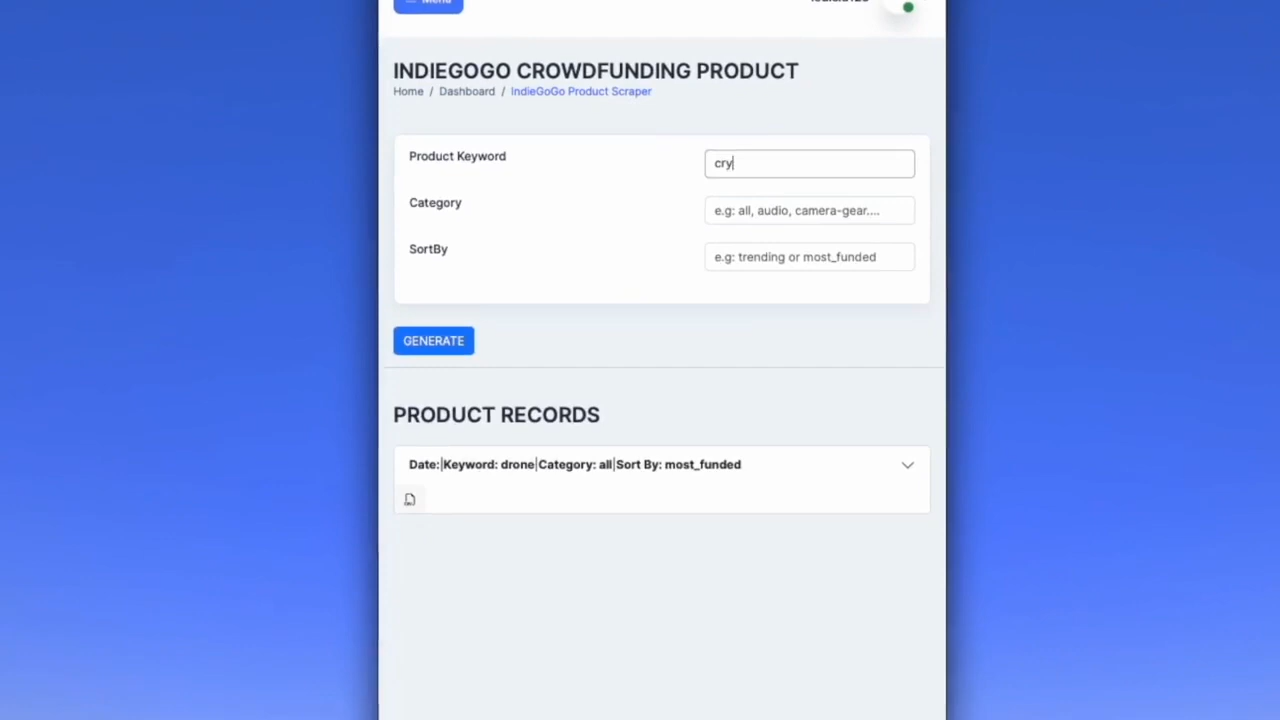 Menu
INDIEGOGO CROWDFUNDING PRODUCT
Home / Dashboard / IndieGoGo Product Scraper
Product Keyword
cry
Category
e.g: all, audio, camera-gear....
SortBy
e.g: trending or most_funded
GENERATE
PRODUCT RECORDS
Date:|Keyword: drone|Category: all|Sort By: most_funded